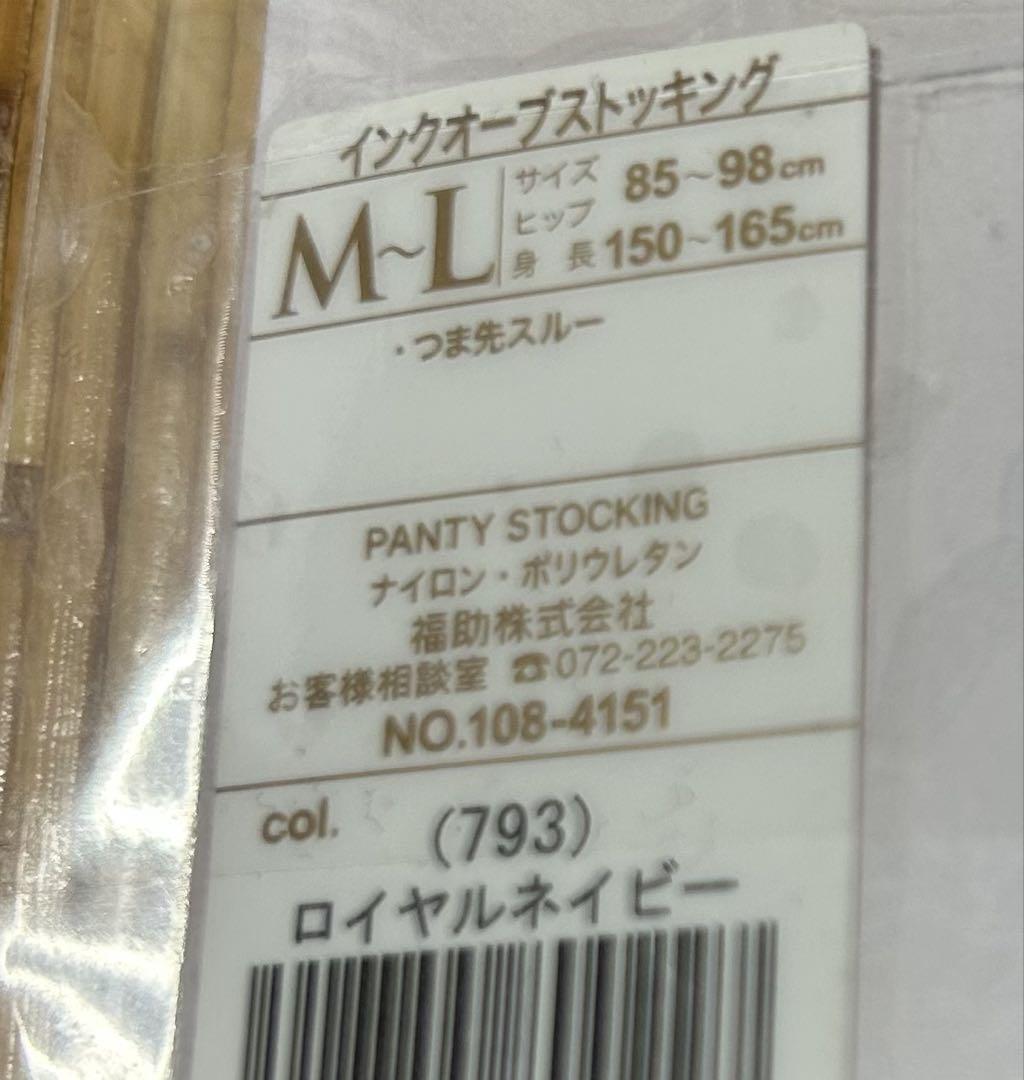 インクオーブストッキング
M~L
サイズ
ヒップ 85~98cm
身長 150~165cm
・つま先スルー
PANTY STOCKING
ナイロン・ポリウレタン
福助株式会社
お客様相談室 ☎072-223-2275
NO.108-4151
col. (793)
ロイヤルネイビー